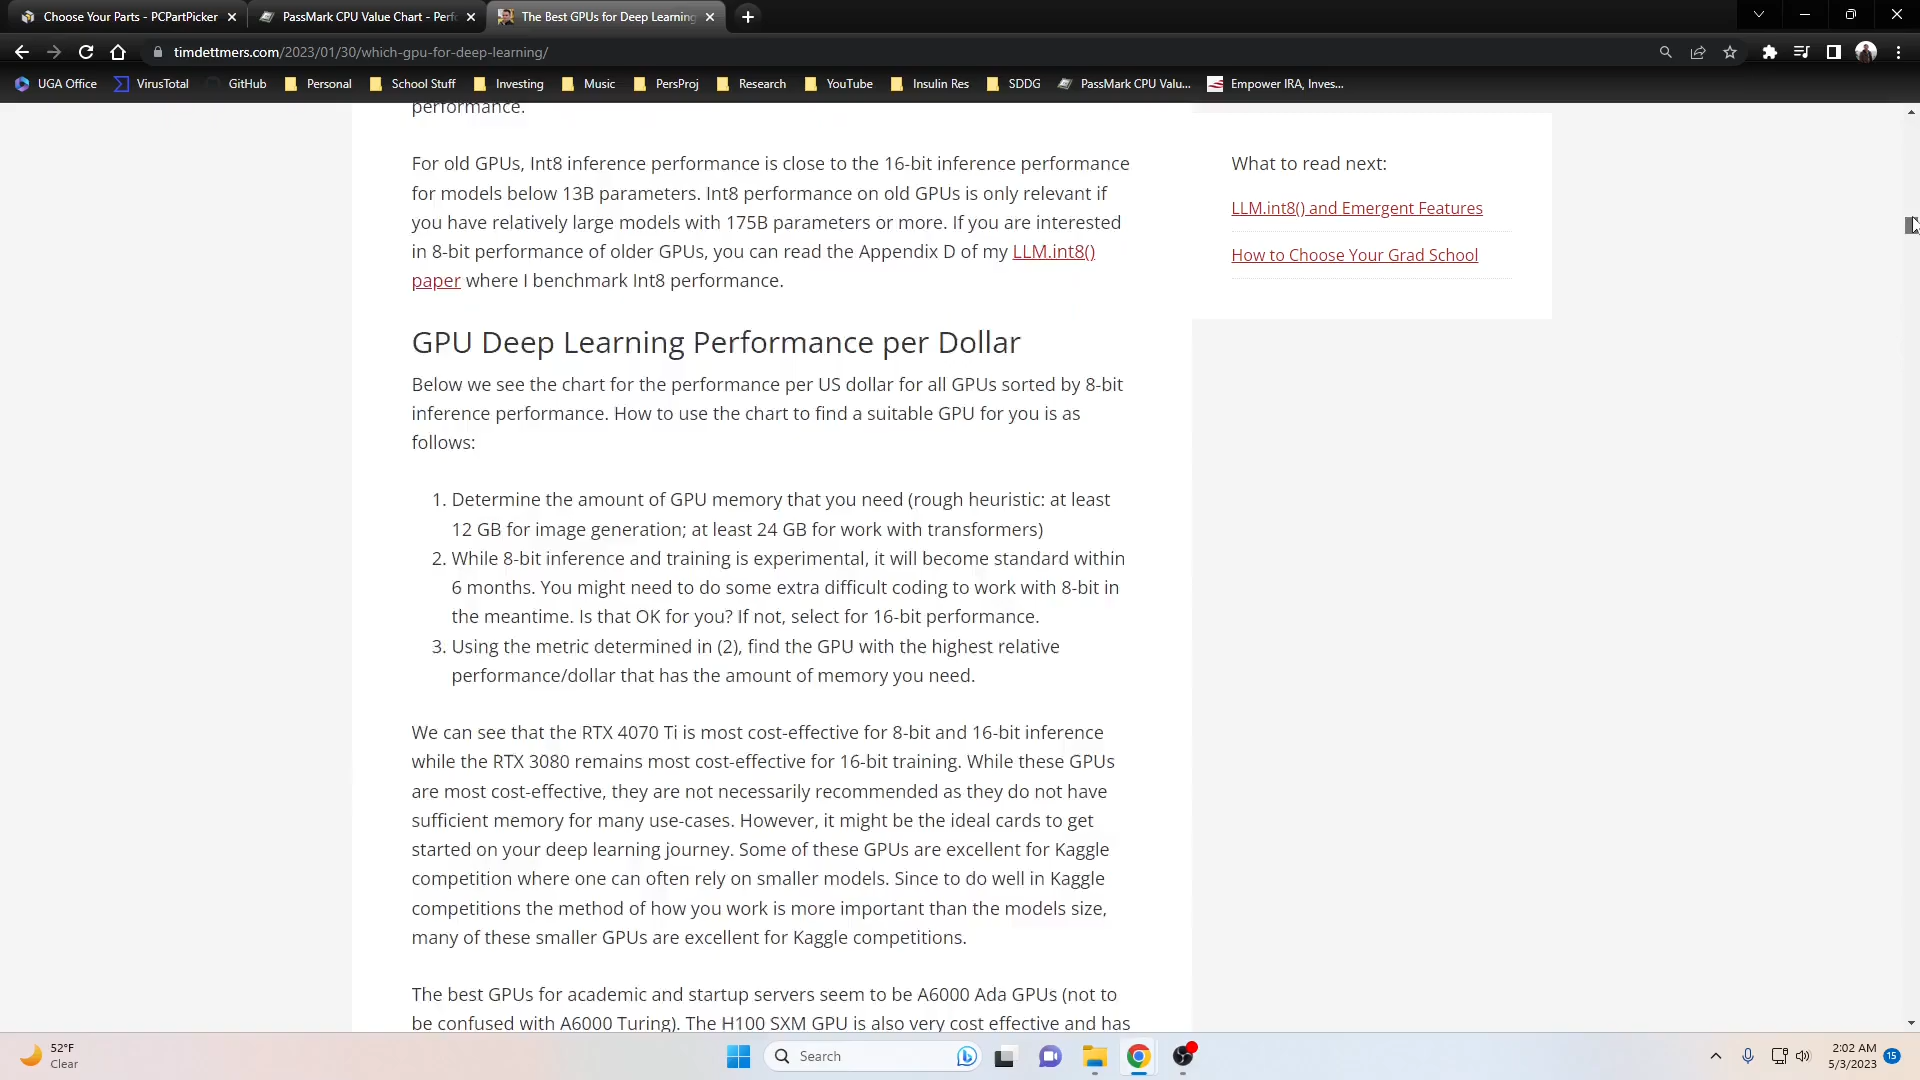 Choose Your Parts - PCPartPicker
PassMark CPU Value Chart - Perfo
The Best GPUs for Deep Learning
timdettmers.com/2023/01/30/which-gpu-for-deep-learning/
UGA Office
VirusTotal
GitHub
Personal
School Stuff
Investing
Music
PersProj
Research
YouTube
Insulin Res
SDDG
PassMark CPU Valu...
Empower IRA, Inves...
performance.
For old GPUs, Int8 inference performance is close to the 16-bit inference performance
for models below 13B parameters. Int8 performance on old GPUs is only relevant if
you have relatively large models with 175B parameters or more. If you are interested
in 8-bit performance of older GPUs, you can read the Appendix D of my LLM.int8()
paper where I benchmark Int8 performance.
GPU Deep Learning Performance per Dollar
Below we see the chart for the performance per US dollar for all GPUs sorted by 8-bit
inference performance. How to use the chart to find a suitable GPU for you is as
follows:
1. Determine the amount of GPU memory that you need (rough heuristic: at least
12 GB for image generation; at least 24 GB for work with transformers)
2. While 8-bit inference and training is experimental, it will become standard within
6 months. You might need to do some extra difficult coding to work with 8-bit in
the meantime. Is that OK for you? If not, select for 16-bit performance.
3. Using the metric determined in (2), find the GPU with the highest relative
performance/dollar that has the amount of memory you need.
We can see that the RTX 4070 Ti is most cost-effective for 8-bit and 16-bit inference
while the RTX 3080 remains most cost-effective for 16-bit training. While these GPUs
are most cost-effective, they are not necessarily recommended as they do not have
sufficient memory for many use-cases. However, it might be the ideal cards to get
started on your deep learning journey. Some of these GPUs are excellent for Kaggle
competition where one can often rely on smaller models. Since to do well in Kaggle
competitions the method of how you work is more important than the models size,
many of these smaller GPUs are excellent for Kaggle competitions.
The best GPUs for academic and startup servers seem to be A6000 Ada GPUs (not to
be confused with A6000 Turing). The H100 SXM GPU is also very cost effective and has
What to read next:
LLM.int8() and Emergent Features
How to Choose Your Grad School
52°F
Clear
Search
2:02 AM
5/3/2023
15